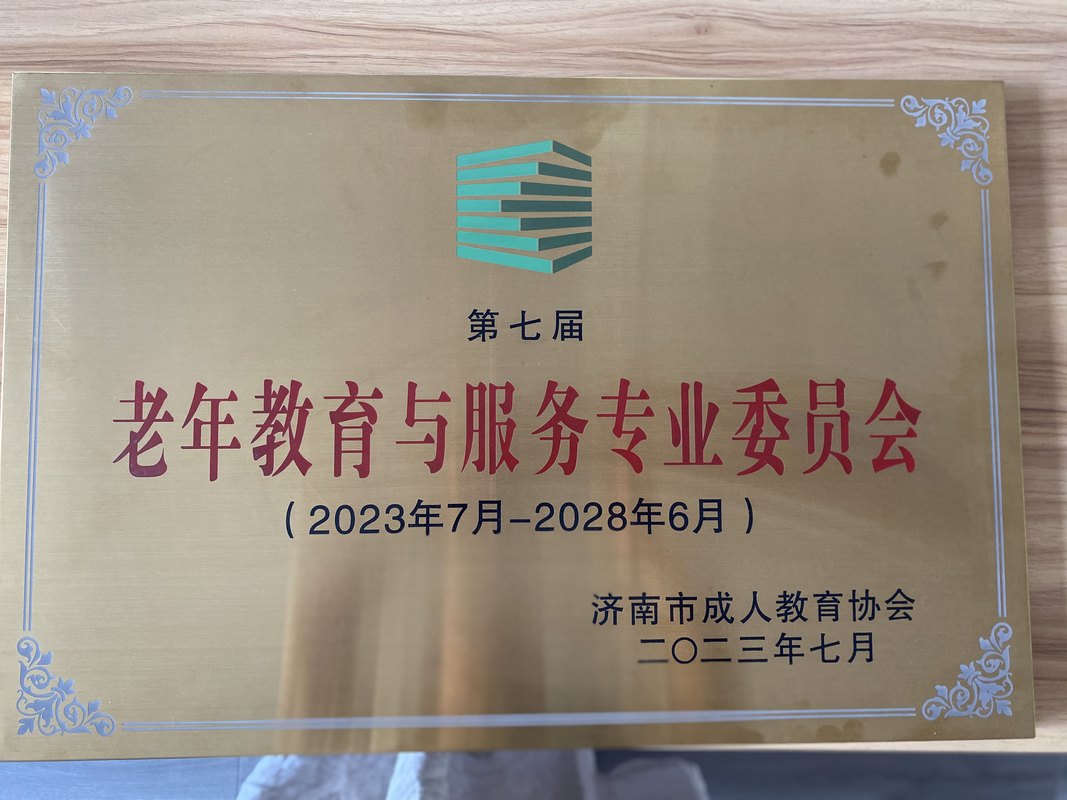 第七届
老年教育与服务专业委员会
（2023年7月-2028年6月）
济南市成人教育协会
二〇二三年七月